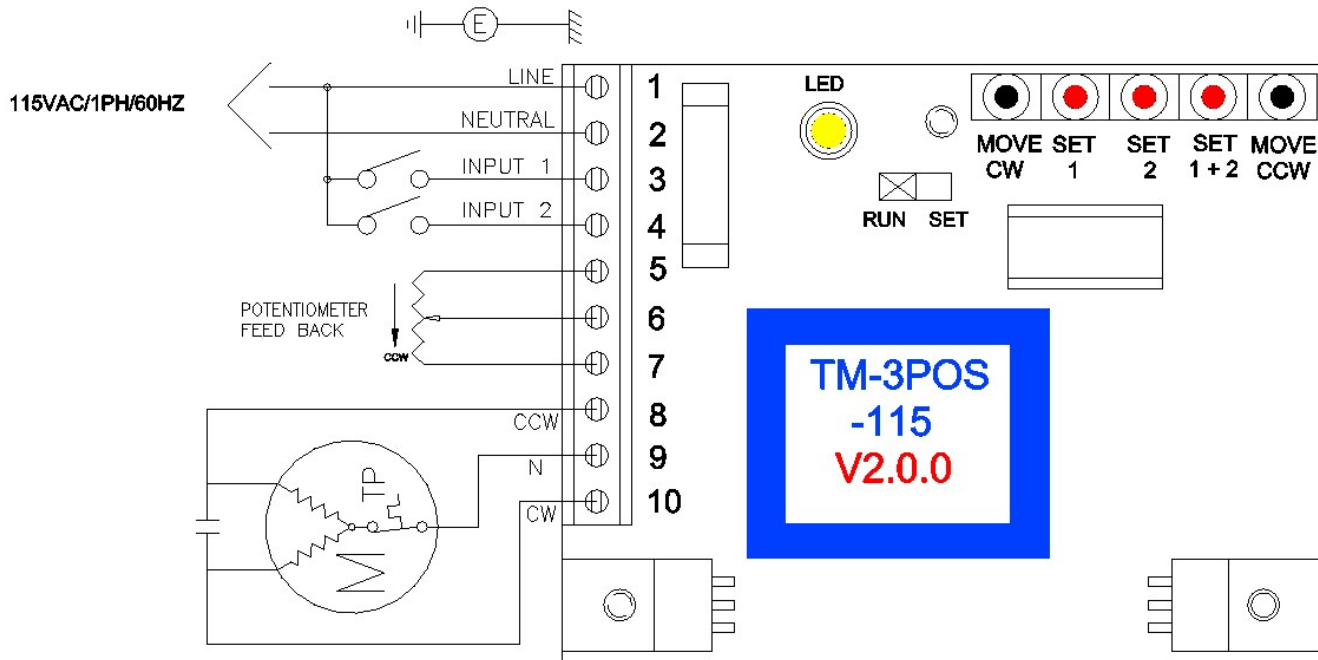 E
LINE
1
115VAC/1PH/60HZ
NEUTRAL
2
INPUT 1
3
INPUT 2
4
5
POTENTIOMETER
FEED BACK
6
CCW
7
CCW
8
N
9
CW
10
TP
M
LED
RUN SET
MOVE
CW
SET
1
SET
2
SET
1 + 2
MOVE
CCW
TM-3POS
-115
V2.0.0